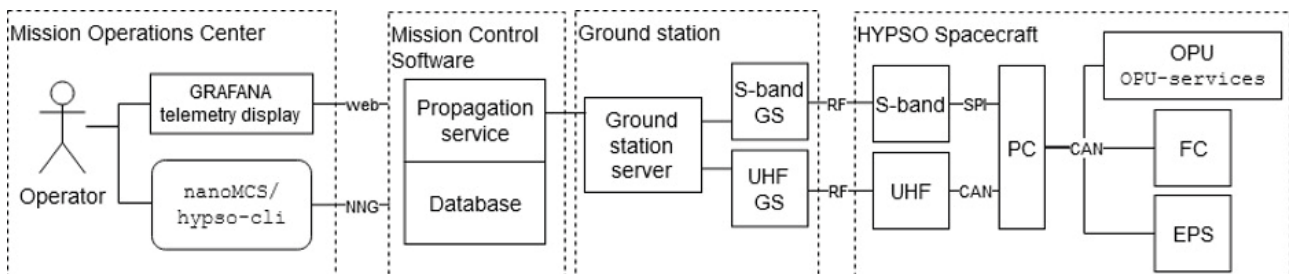 Mission Operations Center
Operator
GRAFANA
telemetry display
nanoMCS/
hypso-cli
web
NNG
Mission Control
Software
Propagation
service
Database
Ground station
Ground
station
server
S-band
GS
UHF
GS
RF
RF
HYPSO Spacecraft
S-band
UHF
SPI
CAN
PC
CAN
OPU
OPU-services
FC
EPS